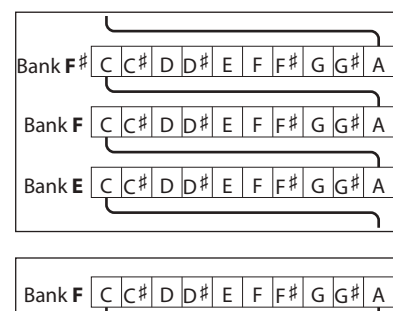 Bank F♯ C C♯ D D♯ E F F♯ G G♯ A
Bank F C C♯ D D♯ E F F♯ G G♯ A
Bank E C C♯ D D♯ E F F♯ G G♯ A
Bank F C C♯ D D♯ E F F♯ G G♯ A